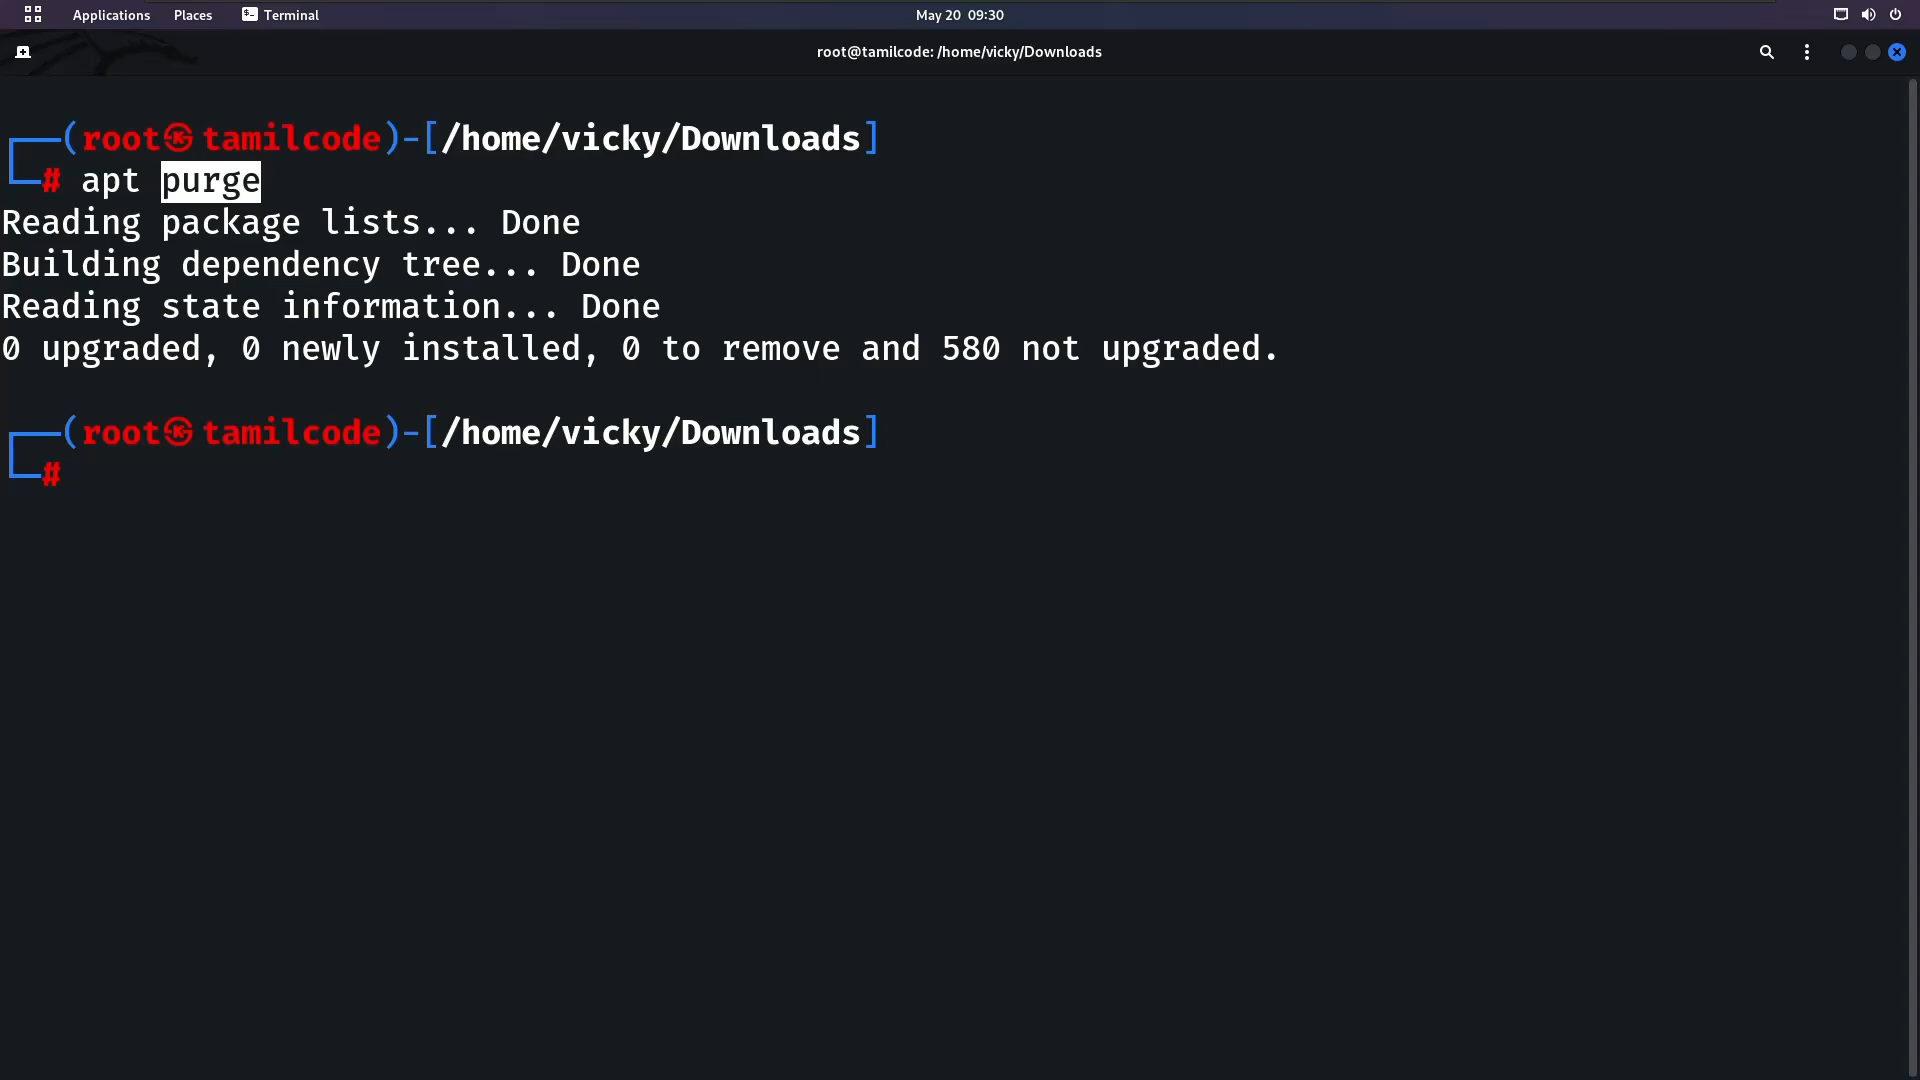 Applications Places Terminal May 20 09:30
root@tamilcode: /home/vicky/Downloads
┌──(root㉿tamilcode)-[/home/vicky/Downloads]
└─# apt purge
Reading package lists... Done
Building dependency tree... Done
Reading state information... Done
0 upgraded, 0 newly installed, 0 to remove and 580 not upgraded.
┌──(root㉿tamilcode)-[/home/vicky/Downloads]
└─#